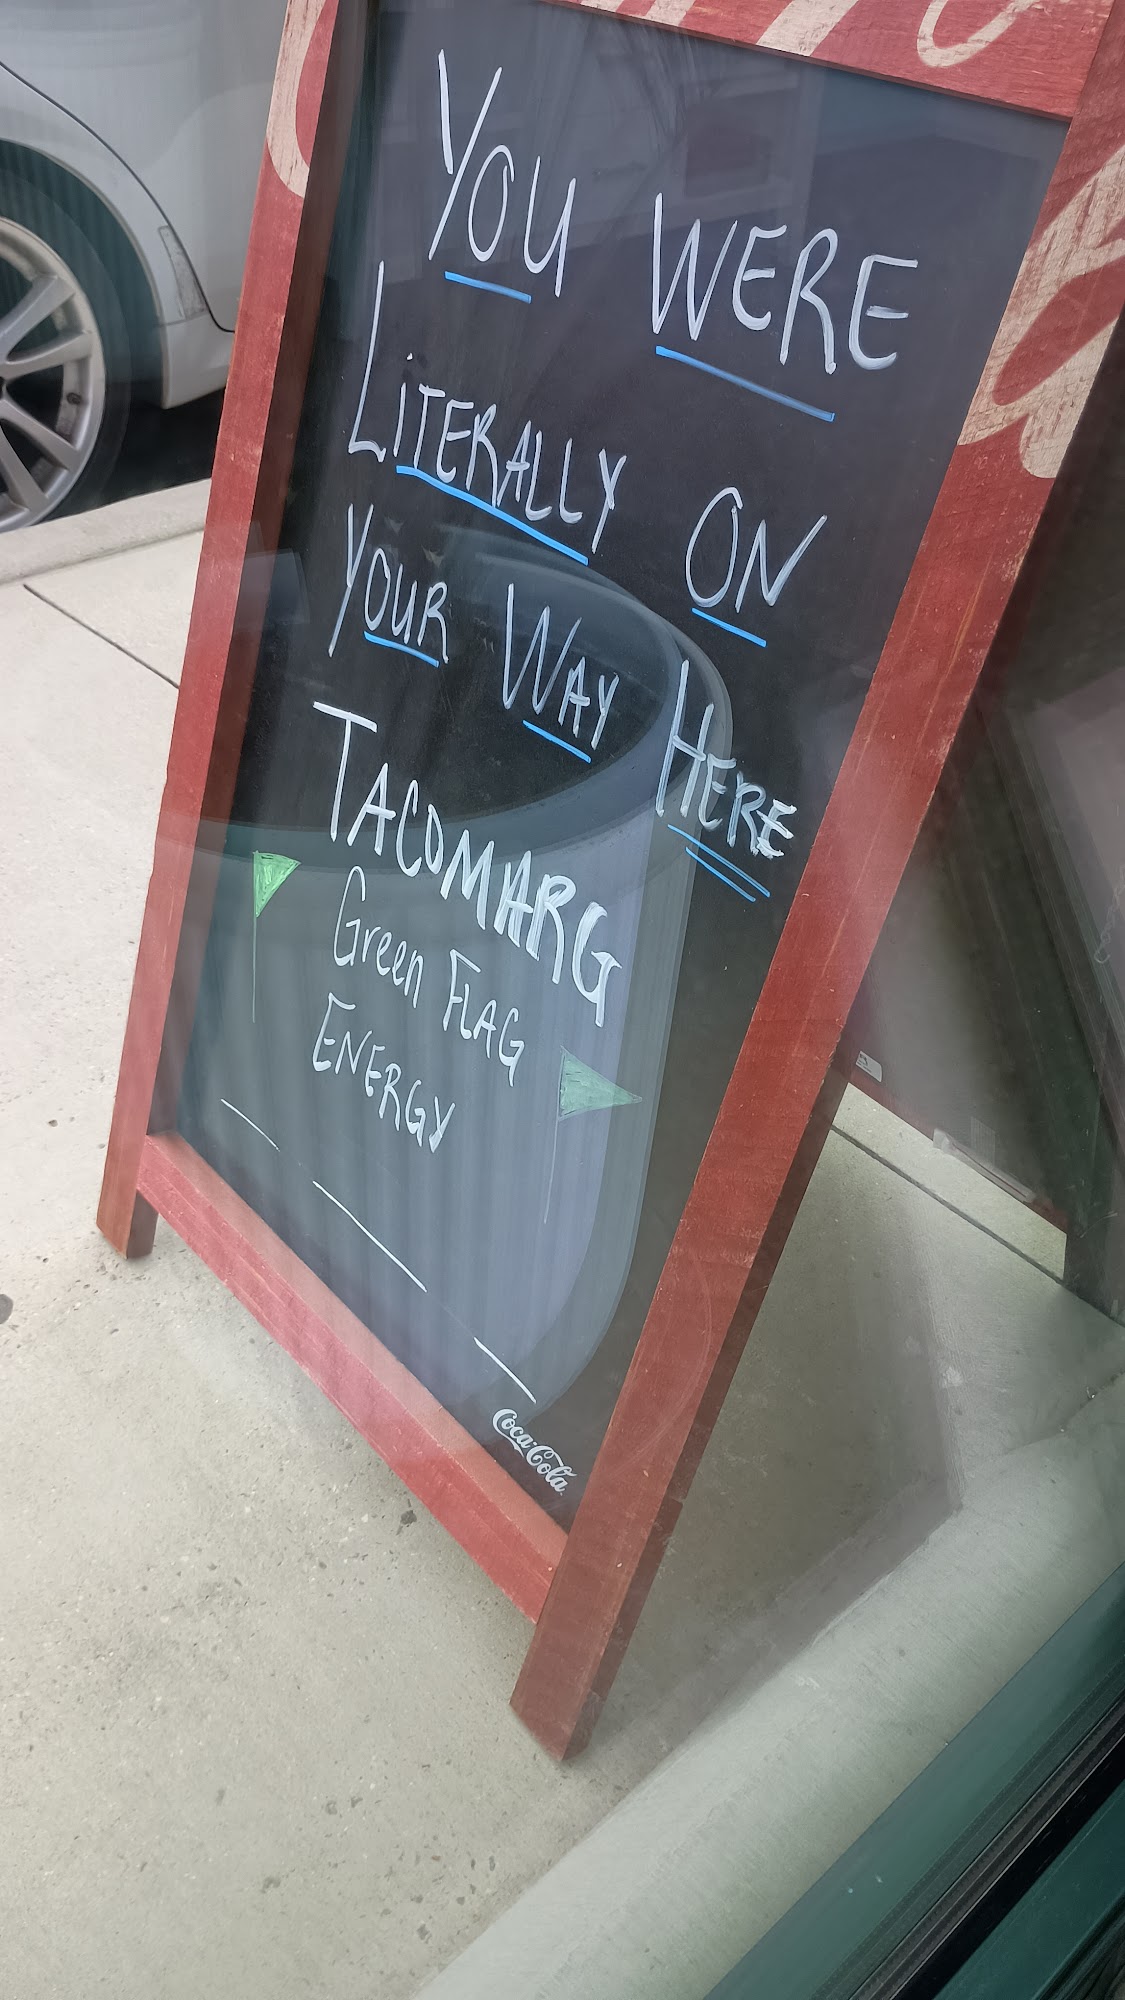 YOU WERE
LITERALLY ON
YOUR WAY HERE
TACOMARG
Green FLAG
ENERGY
Coca-Cola